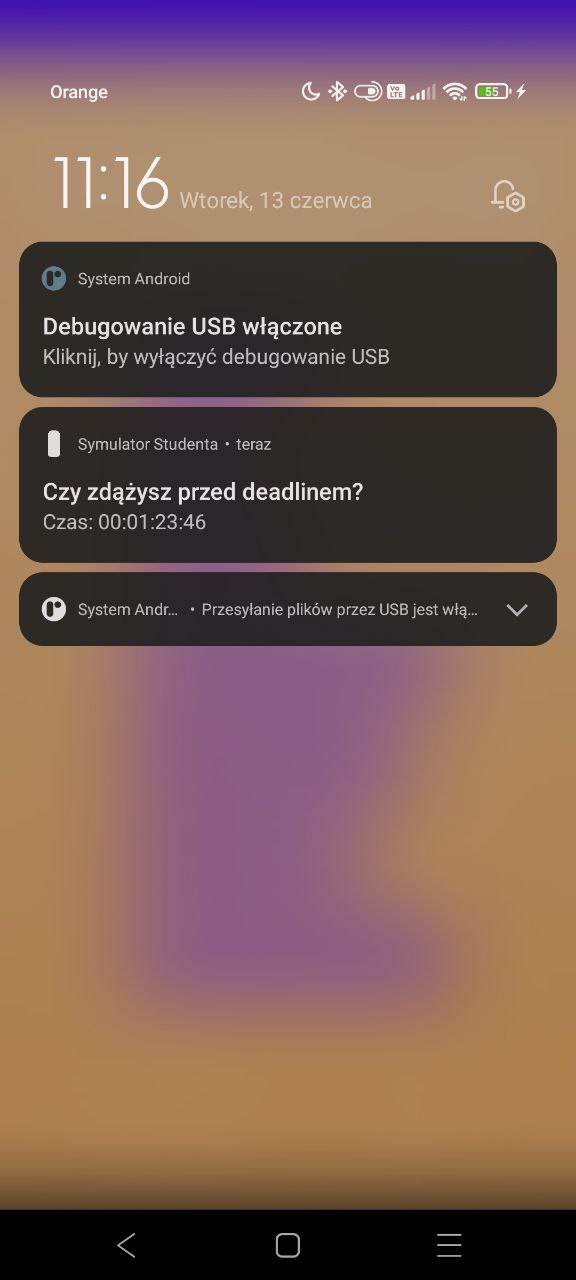 Orange
Vo LTE
55
11:16 Wtorek, 13 czerwca
System Android
Debugowanie USB włączone
Kliknij, by wyłączyć debugowanie USB
Symulator Studenta • teraz
Czy zdążysz przed deadlinem?
Czas: 00:01:23:46
System Andr... • Przesyłanie plików przez USB jest włą...